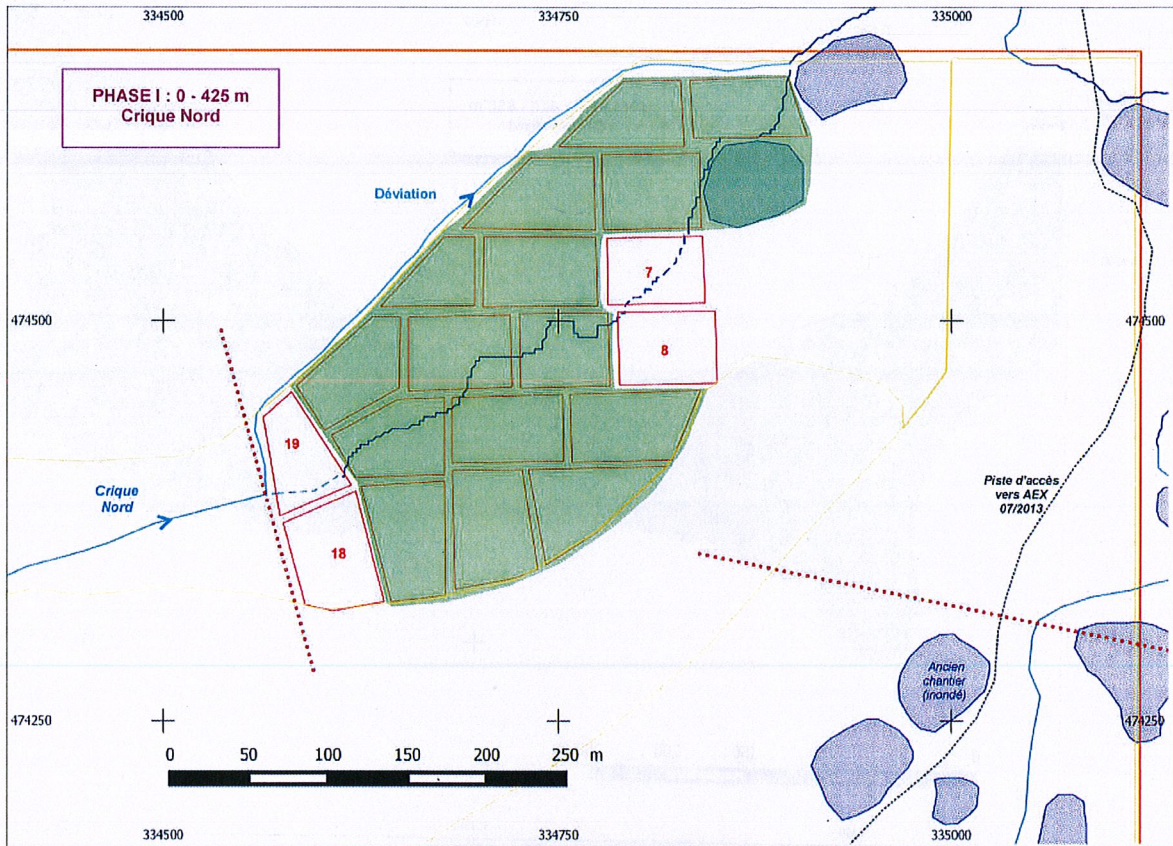 334500 334750 335000
PHASE I : 0 - 425 m
Crique Nord
Déviation
7
474500 474500
8
19
Crique
Nord
Piste d'accès
vers AEX
07/2013
18
Ancien
chantier
(inondé)
474250 474250
0 50 100 150 200 250 m
334500 334750 335000